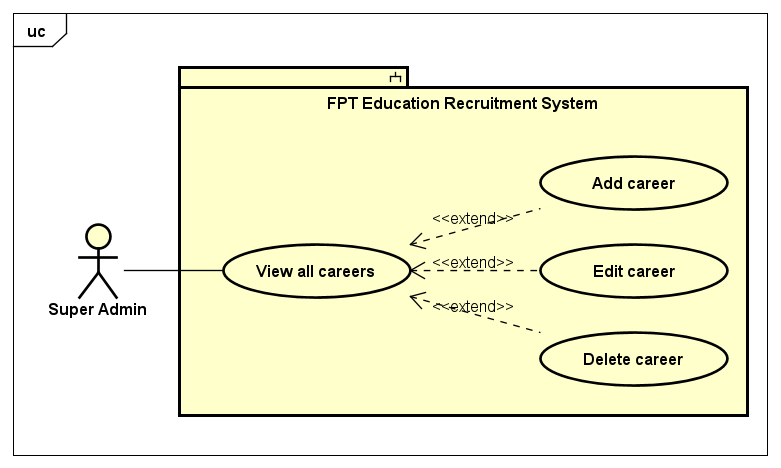 uc
FPT Education Recruitment System
Add career
<<extend>>
View all careers
<<extend>>
Edit career
<<extend>>
Super Admin
Delete career